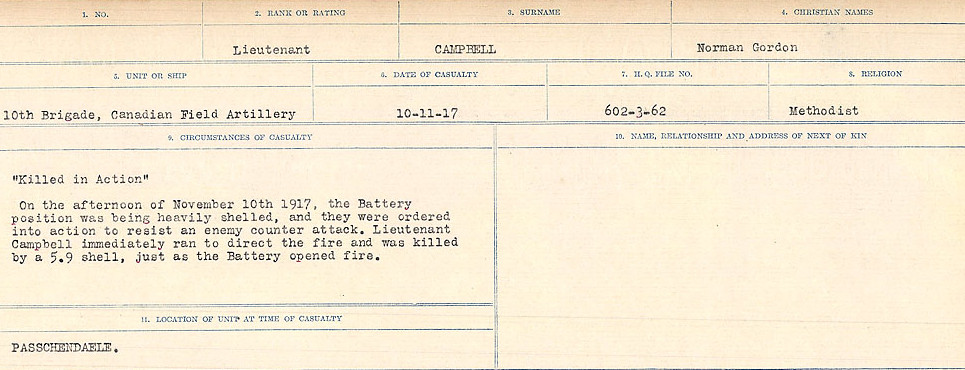 1. NO.
2. RANK OR RATING
3. SURNAME
4. CHRISTIAN NAMES
Lieutenant
CAMPBELL
Norman Gordon
5. UNIT OR SHIP
6. DATE OF CASUALTY
7. H. Q. FILE NO.
8. RELIGION
10th Brigade, Canadian Field Artillery
10-11-17
602-3-62
Methodist
9. CIRCUMSTANCES OF CASUALTY
10. NAME, RELATIONSHIP AND ADDRESS OF NEXT OF KIN
"Killed in Action"
On the afternoon of November 10th 1917, the Battery
position was being heavily shelled, and they were ordered
into action to resist an enemy counter attack. Lieutenant
Campbell immediately ran to direct the fire and was killed
by a 5.9 shell, just as the Battery opened fire.
11. LOCATION OF UNIT AT TIME OF CASUALTY
PASSCHENDAELE.